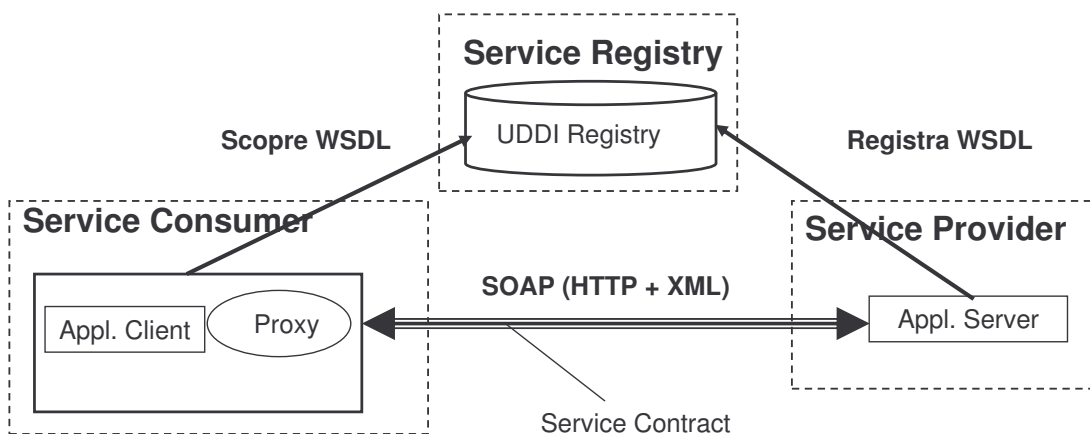 Service Registry
UDDI Registry
Scopre WSDL
Registra WSDL
Service Consumer
Service Provider
SOAP (HTTP + XML)
Appl. Client
Proxy
Appl. Server
Service Contract